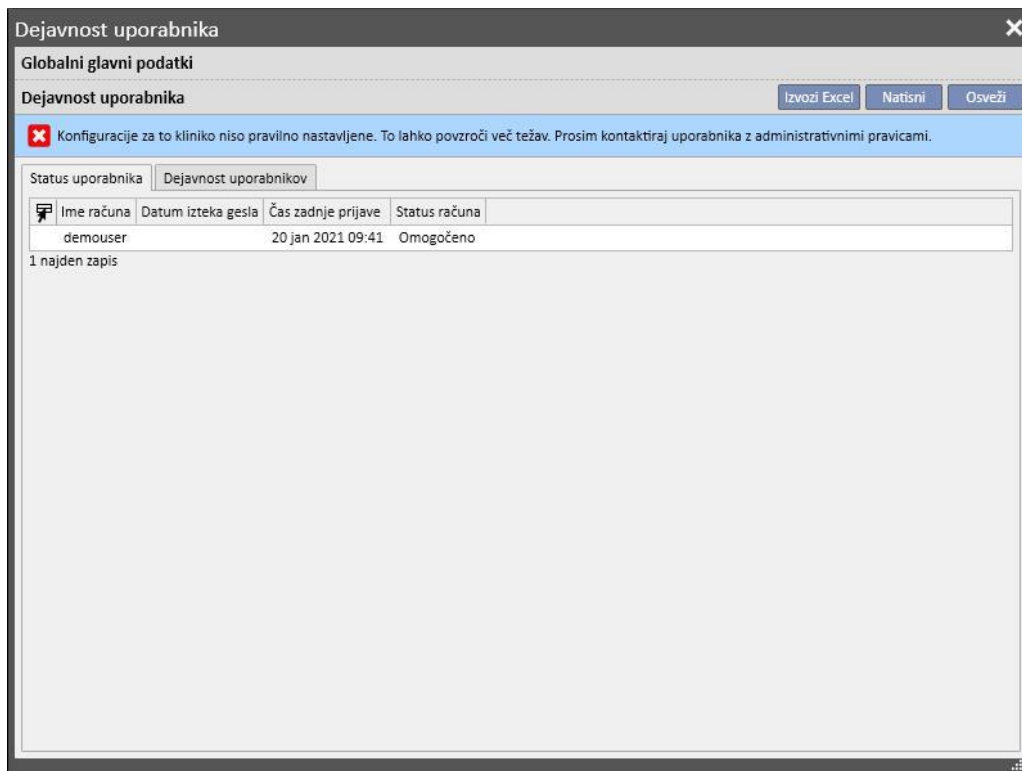 Dejavnost uporabnika
Globalni glavni podatki
Dejavnost uporabnika Izvozi Excel Natisni Osveži
Konfiguracije za to kliniko niso pravilno nastavljene. To lahko povzroči več težav. Prosim kontaktiraj uporabnika z administrativnimi pravicami.
Status uporabnika Dejavnost uporabnikov
Ime računa Datum izteka gesla Čas zadnje prijave Status računa
demouser 20 jan 2021 09:41 Omogočeno
1 najden zapis